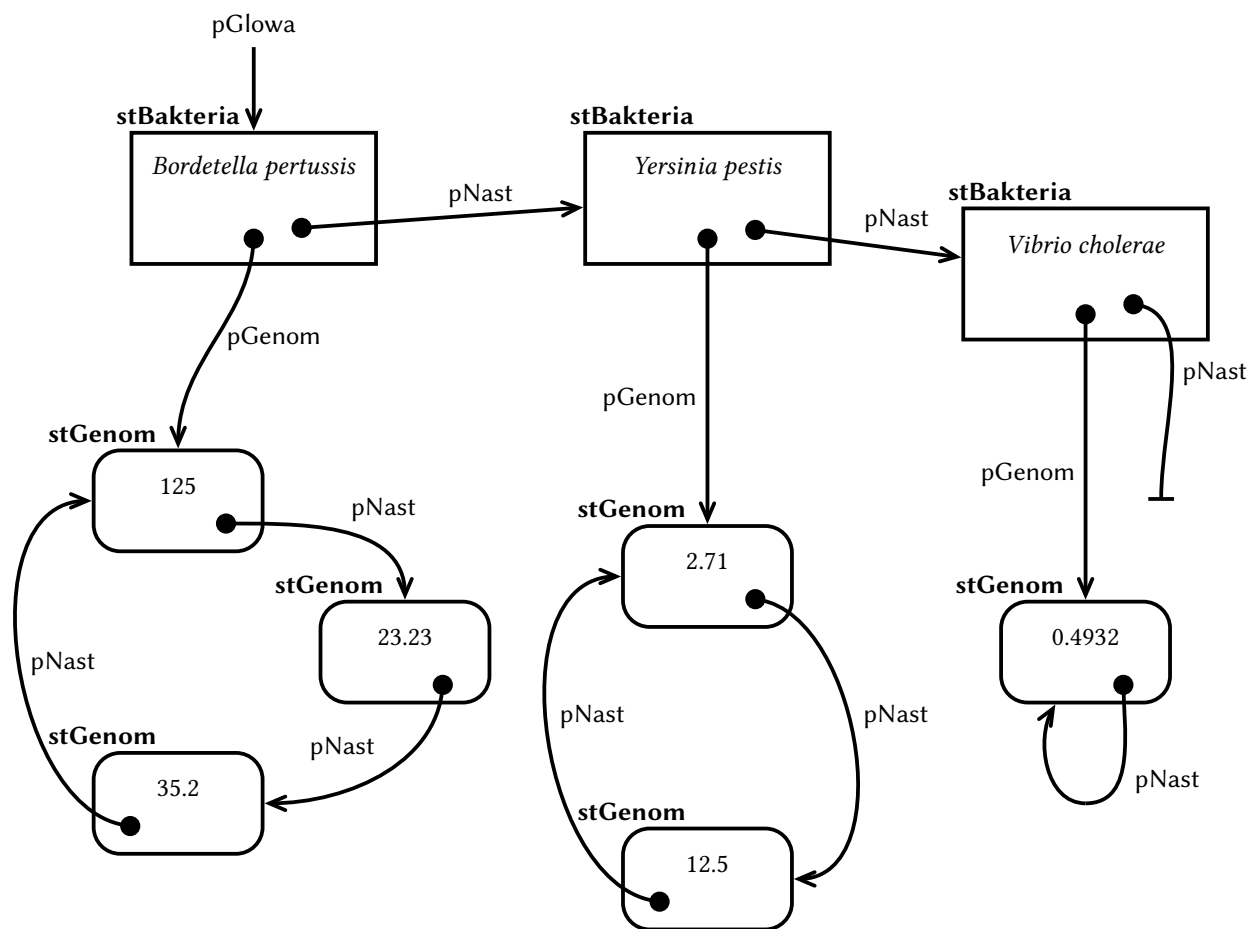 pGlowa
stBakteria
stBakteria
Bordetella pertussis
Yersinia pestis
pNast
stBakteria
pNast
Vibrio cholerae
pGenom
pNast
pGenom
stGenom
pGenom
125
pNast
stGenom
2.71
stGenom
stGenom
23.23
0.4932
pNast
pNast
pNast
stGenom
pNast
pNast
35.2
stGenom
12.5